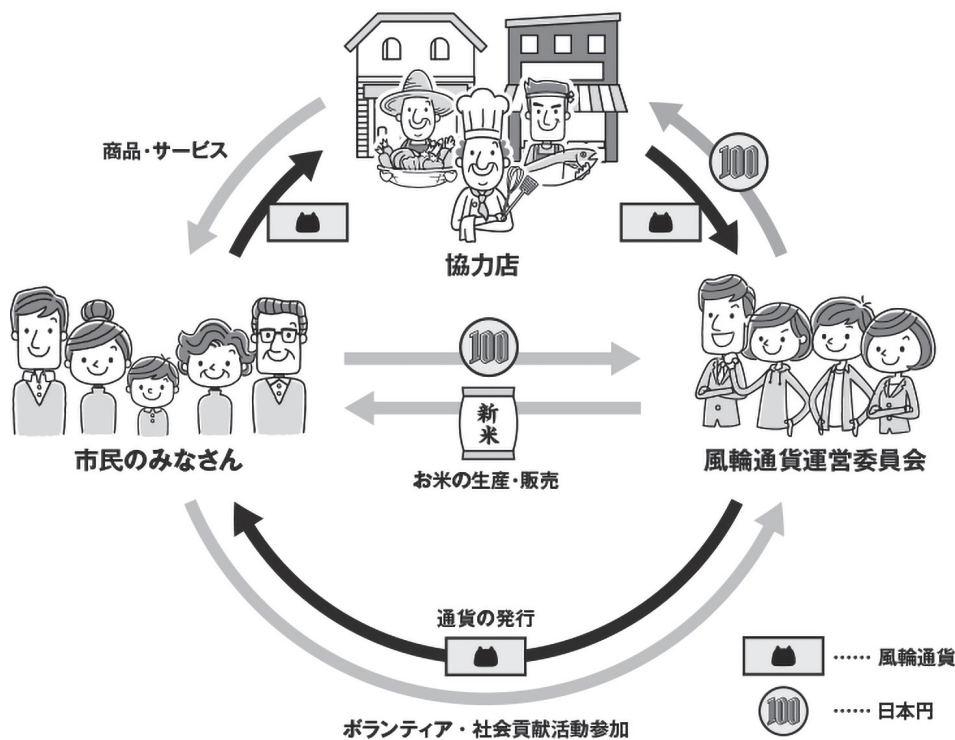 商品・サービス
100
協力店
100
新米
市民のみなさん
風輪通貨運営委員会
お米の生産・販売
通貨の発行
ボランティア・社会貢献活動参加
……風輪通貨
100
……日本円